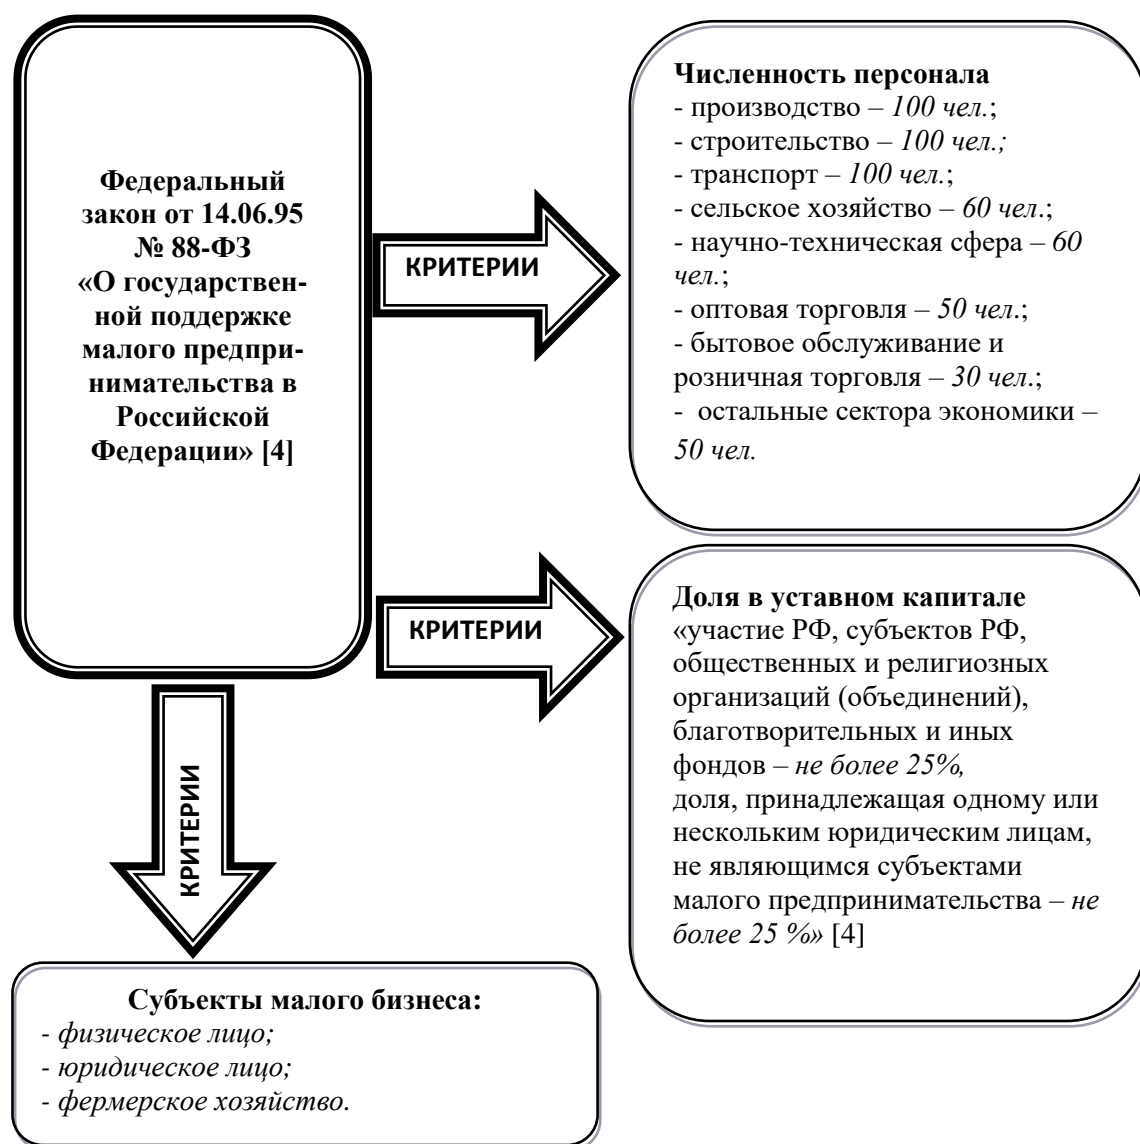 Федеральный
закон от 14.06.95
№ 88-ФЗ
«О государствен-
ной поддержке
малого предпри-
нимательства в
Российской
Федерации» [4]
КРИТЕРИИ
Численность персонала
- производство – 100 чел.;
- строительство – 100 чел.;
- транспорт – 100 чел.;
- сельское хозяйство – 60 чел.;
- научно-техническая сфера – 60
чел.;
- оптовая торговля – 50 чел.;
- бытовое обслуживание и
розничная торговля – 30 чел.;
- остальные сектора экономики –
50 чел.
КРИТЕРИИ
Доля в уставном капитале
«участие РФ, субъектов РФ,
общественных и религиозных
организаций (объединений),
благотворительных и иных
фондов – не более 25%,
доля, принадлежащая одному или
нескольким юридическим лицам,
не являющимся субъектами
малого предпринимательства – не
более 25 %» [4]
КРИТЕРИИ
Субъекты малого бизнеса:
- физическое лицо;
- юридическое лицо;
- фермерское хозяйство.